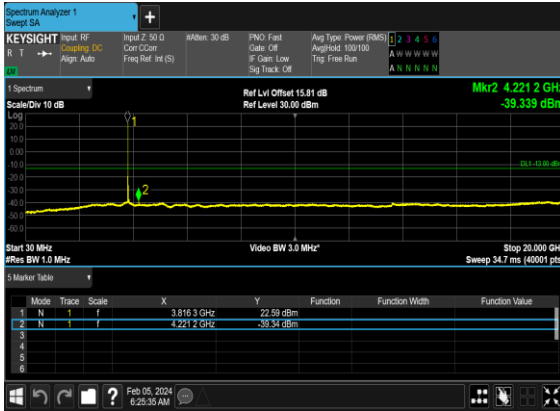 Spectrum Analyzer 1
Swept SA
+
KEYSIGHT
R T
LXI
Input: RF
Coupling: DC
Align: Auto
Input Z: 50 Ω
Corr CCorr
Freq Ref: Int (S)
#Atten: 30 dB
PNO: Fast
Gate: Off
IF Gain: Low
Sig Track: Off
Avg Type: Power (RMS)
Avg|Hold: 100/100
Trig: Free Run
1 2 3 4 5 6
A W W W W W
A N N N N N
1 Spectrum
Scale/Div 10 dB
Ref Lvl Offset 15.81 dB
Ref Level 30.00 dBm
Mkr2 4.221 2 GHz
-39.339 dBm
Log
20.0
10.0
0.00
-10.0
-20.0
-30.0
-40.0
-50.0
-60.0
1
2
DL1 -13.00 dBm
Start 30 MHz
#Res BW 1.0 MHz
Video BW 3.0 MHz*
Stop 20.000 GHz
Sweep 34.7 ms (40001 pts)
5 Marker Table
Mode Trace Scale X Y Function Function Width Function Value
1 N 1 f 3.816 3 GHz 22.59 dBm
2 N 1 f 4.221 2 GHz -39.34 dBm
3
4
5
6
?
Feb 05, 2024
6:25:35 AM